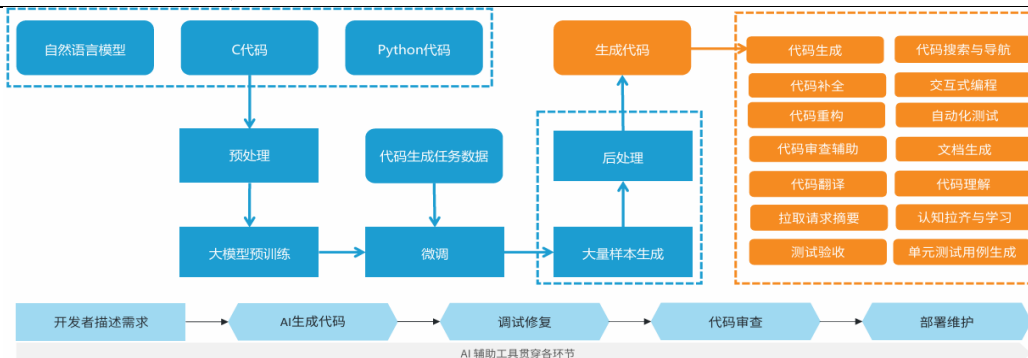 自然语言模型
C代码
Python代码
生成代码
代码生成
代码搜索与导航
代码补全
交互式编程
代码重构
自动化测试
预处理
代码生成任务数据
后处理
代码审查辅助
文档生成
代码翻译
代码理解
拉取请求摘要
认知拉齐与学习
大模型预训练
微调
大量样本生成
测试验收
单元测试用例生成
开发者描述需求
AI生成代码
调试修复
代码审查
部署维护
AI 辅助工具贯穿各环节